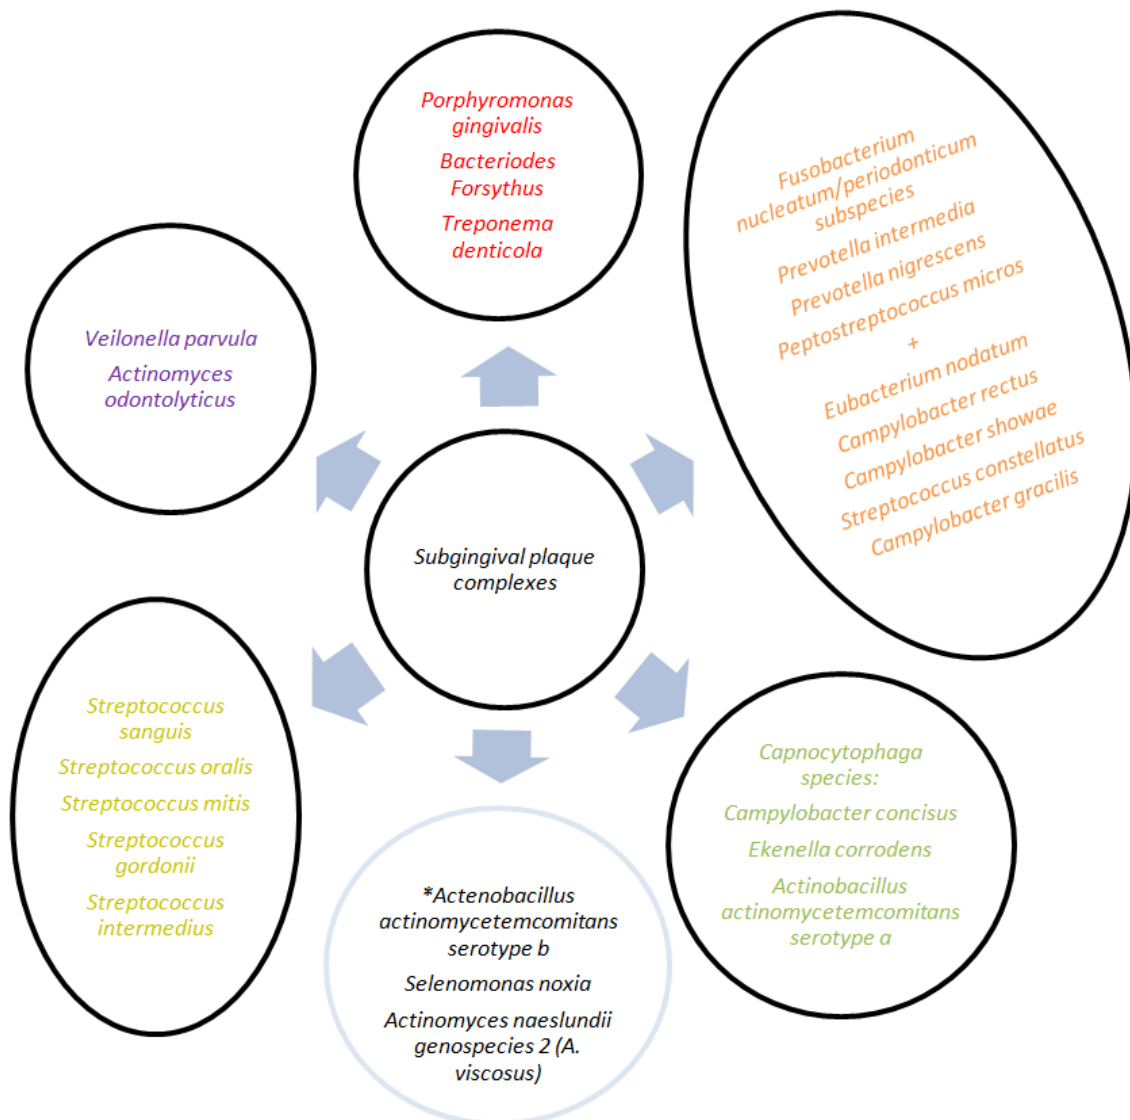 Porphyromonas
gingivalis
Bacteriodes
Forsythus
Treponema
denticola
Fusobacterium
nucleatum/periodonticum
subspecies
Prevotella intermedia
Prevotella nigrescens
Peptostreptococcus micros
+
Eubacterium nodatum
Campylobacter rectus
Campylobacter showae
Streptococcus constellatus
Campylobacter gracilis
Veilonella parvula
Actinomyces
odontolyticus
Subgingival plaque
complexes
Streptococcus
sanguis
Streptococcus oralis
Streptococcus mitis
Streptococcus
gordonii
Streptococcus
intermedius
Capnocytophaga
species:
Campylobacter concisus
Ekenella corrodens
Actinobacillus
actinomycetemcomitans
serotype a
*Actenobacillus
actinomycetemcomitans
serotype b
Selenomonas noxia
Actinomyces naeslundii
genospecies 2 (A.
viscosus)